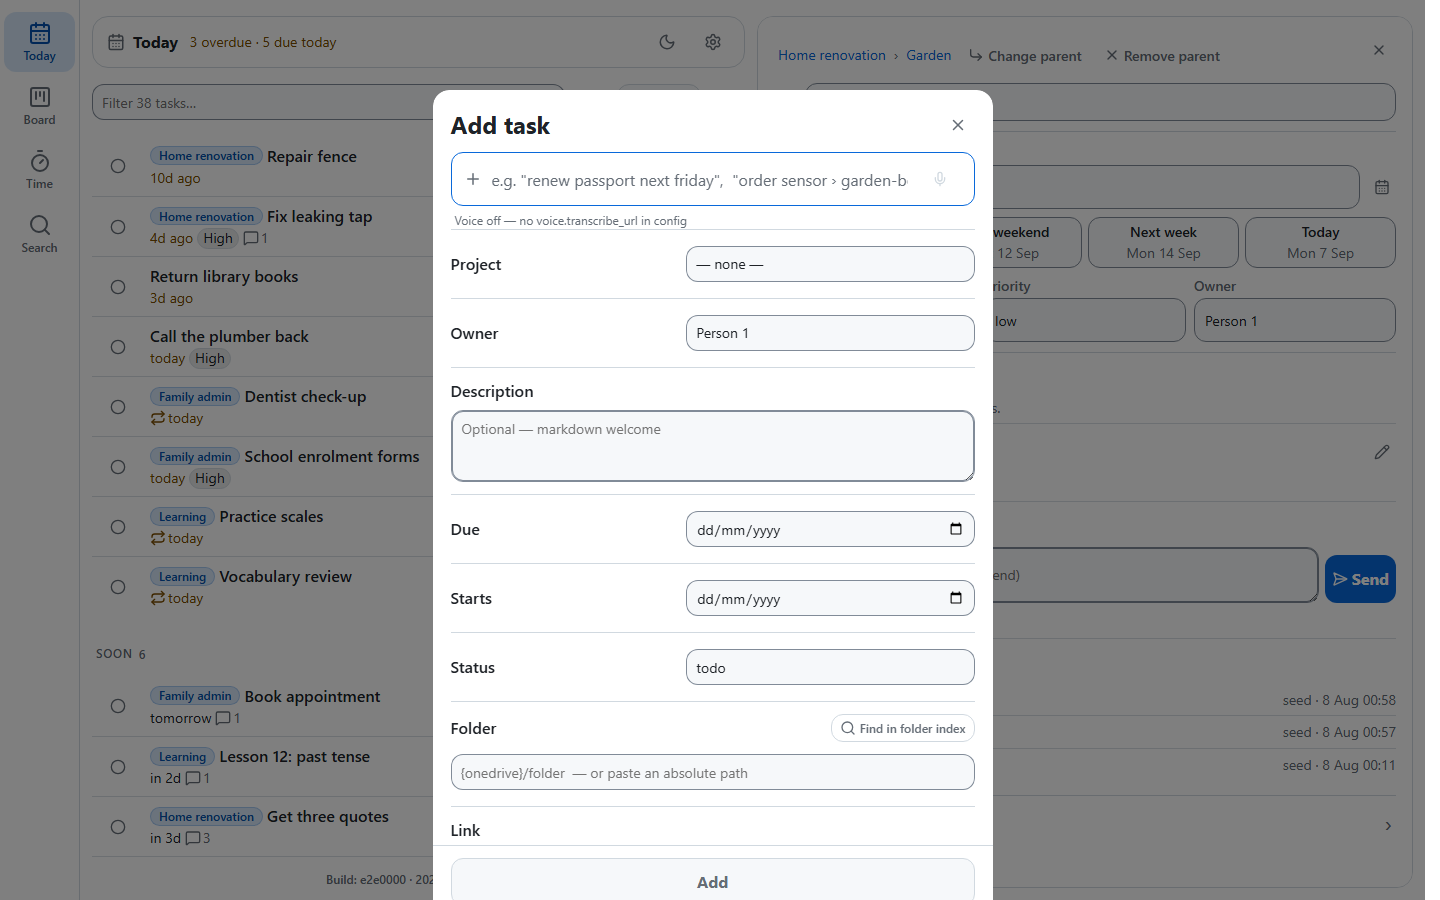 Today
Board
Time
Search
Today 3 overdue · 5 due today
Filter 38 tasks...
Home renovation Repair fence
10d ago
Home renovation Fix leaking tap
4d ago High 1
Return library books
3d ago
Call the plumber back
today High
Family admin Dentist check-up
today
Family admin School enrolment forms
today High
Learning Practice scales
today
Learning Vocabulary review
today
SOON 6
Family admin Book appointment
tomorrow 1
Learning Lesson 12: past tense
in 2d 1
Home renovation Get three quotes
in 3d 3
Build: e2e0000 · 202
Add task
e.g. "renew passport next friday", "order sensor › garden-b
Voice off — no voice.transcribe_url in config
Project — none —
Owner Person 1
Description
Optional — markdown welcome
Due dd/mm/yyyy
Starts dd/mm/yyyy
Status todo
Folder Find in folder index
{onedrive}/folder — or paste an absolute path
Link
Add
Home renovation › Garden Change parent Remove parent
weekend
12 Sep
Next week
Mon 14 Sep
Today
Mon 7 Sep
riority
low
Owner
Person 1
s.
end)
Send
seed · 8 Aug 00:58
seed · 8 Aug 00:57
seed · 8 Aug 00:11